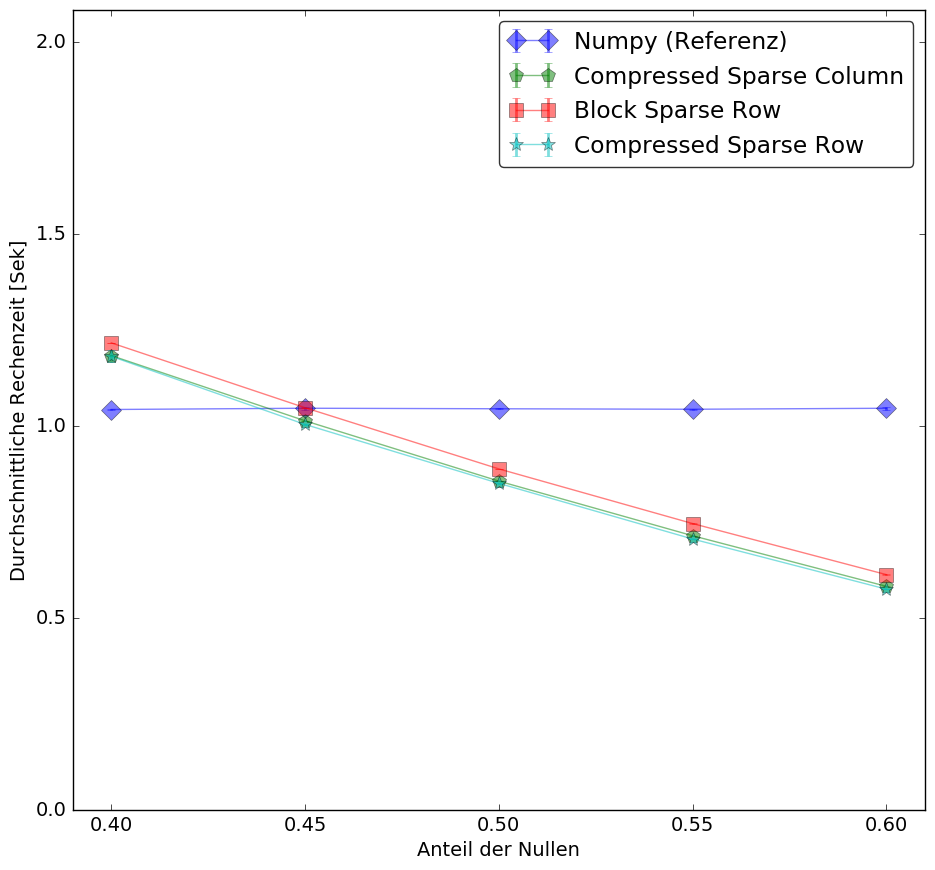 Numpy (Referenz)
Compressed Sparse Column
Block Sparse Row
Compressed Sparse Row
Durchschnittliche Rechenzeit [Sek]
2.0
1.5
1.0
0.5
0.0
0.40 0.45 0.50 0.55 0.60
Anteil der Nullen